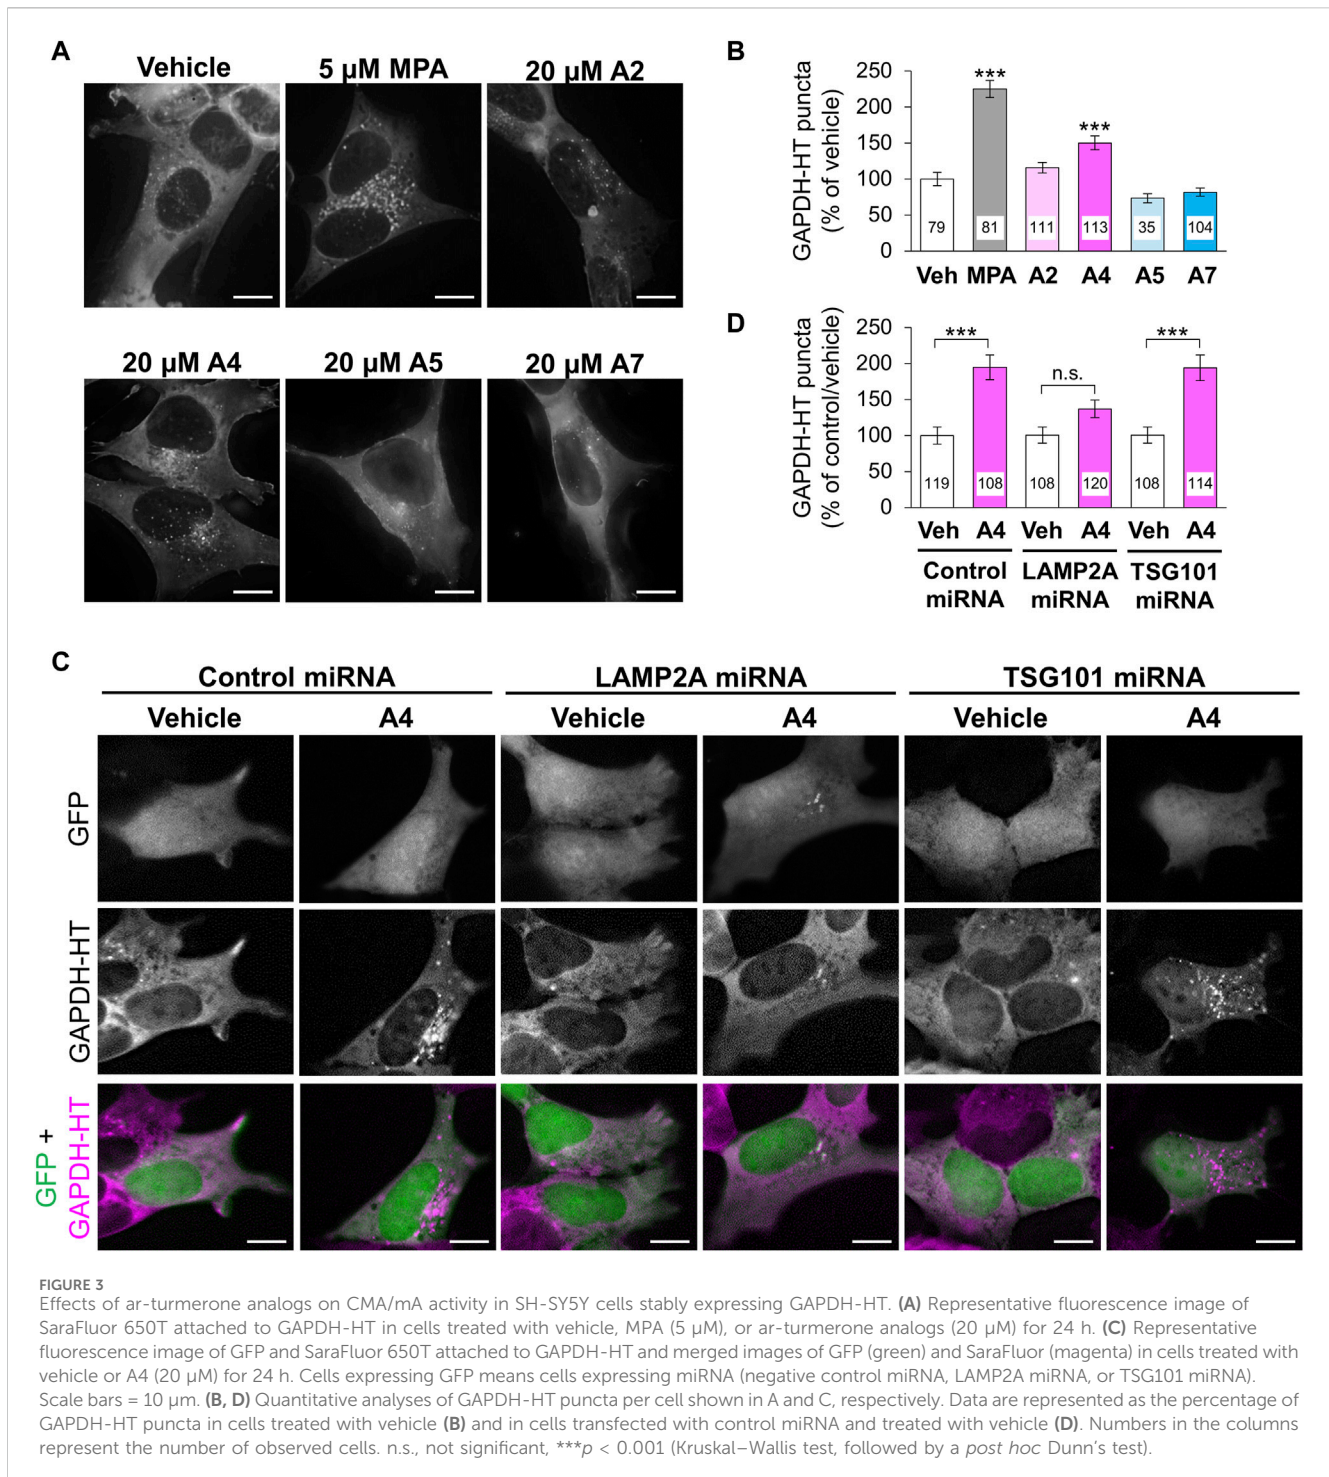 A
Vehicle
5 µM MPA
20 µM A2
20 µM A4
20 µM A5
20 µM A7
B
GAPDH-HT puncta
(% of vehicle)
250
200
150
100
50
0
***
***
79
81
111
113
35
104
Veh MPA A2 A4 A5 A7
D
GAPDH-HT puncta
(% of control/vehicle)
250
200
150
100
50
0
***
n.s.
***
119
108
108
120
108
114
Veh A4 Veh A4 Veh A4
Control miRNA
LAMP2A miRNA
TSG101 miRNA
C
Control miRNA
LAMP2A miRNA
TSG101 miRNA
Vehicle
A4
Vehicle
A4
Vehicle
A4
GFP
GAPDH-HT
GFP +
GAPDH-HT
FIGURE 3
Effects of ar-turmerone analogs on CMA/mA activity in SH-SY5Y cells stably expressing GAPDH-HT. (A) Representative fluorescence image of
SaraFluor 650T attached to GAPDH-HT in cells treated with vehicle, MPA (5 µM), or ar-turmerone analogs (20 µM) for 24 h. (C) Representative
fluorescence image of GFP and SaraFluor 650T attached to GAPDH-HT and merged images of GFP (green) and SaraFluor (magenta) in cells treated with
vehicle or A4 (20 µM) for 24 h. Cells expressing GFP means cells expressing miRNA (negative control miRNA, LAMP2A miRNA, or TSG101 miRNA).
Scale bars = 10 µm. (B, D) Quantitative analyses of GAPDH-HT puncta per cell shown in A and C, respectively. Data are represented as the percentage of
GAPDH-HT puncta in cells treated with vehicle (B) and in cells transfected with control miRNA and treated with vehicle (D). Numbers in the columns
represent the number of observed cells. n.s., not significant, ***p < 0.001 (Kruskal–Wallis test, followed by a post hoc Dunn's test).